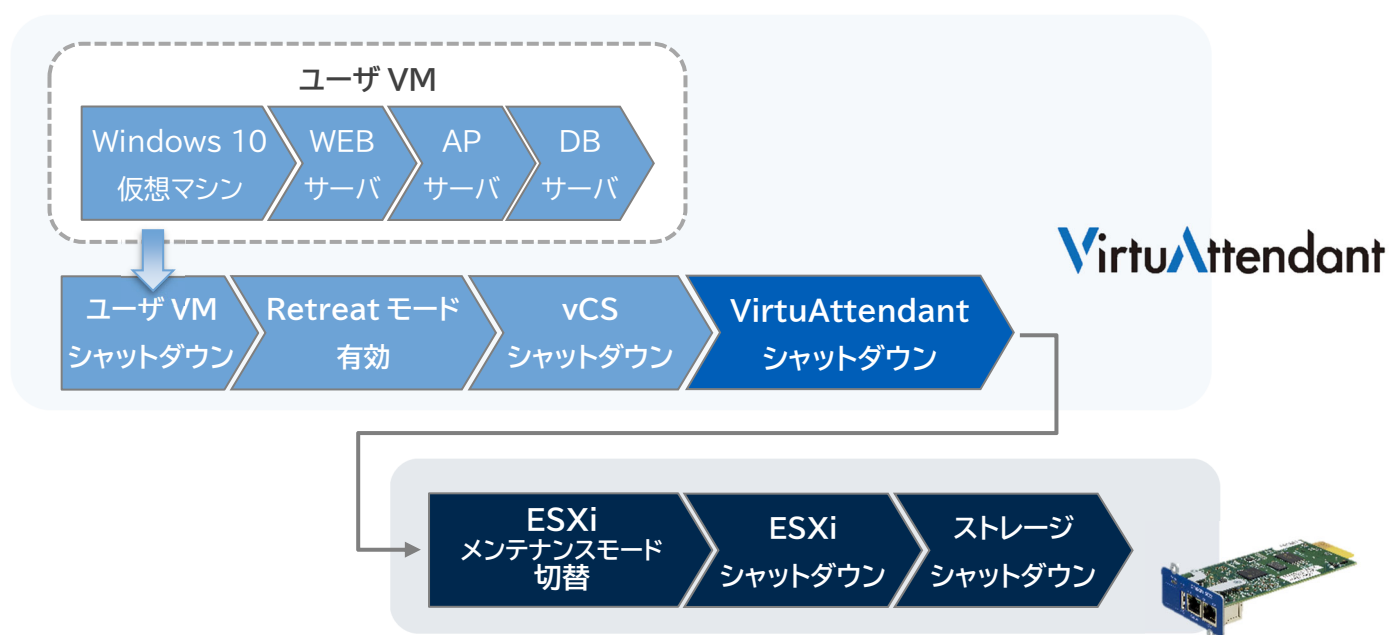 ユーザ VM
Windows 10
仮想マシン
WEB
サーバ
AP
サーバ
DB
サーバ
VirtuAttendant
ユーザ VM
シャットダウン
Retreat モード
有効
vCS
シャットダウン
VirtuAttendant
シャットダウン
ESXi
メンテナンスモード
切替
ESXi
シャットダウン
ストレージ
シャットダウン